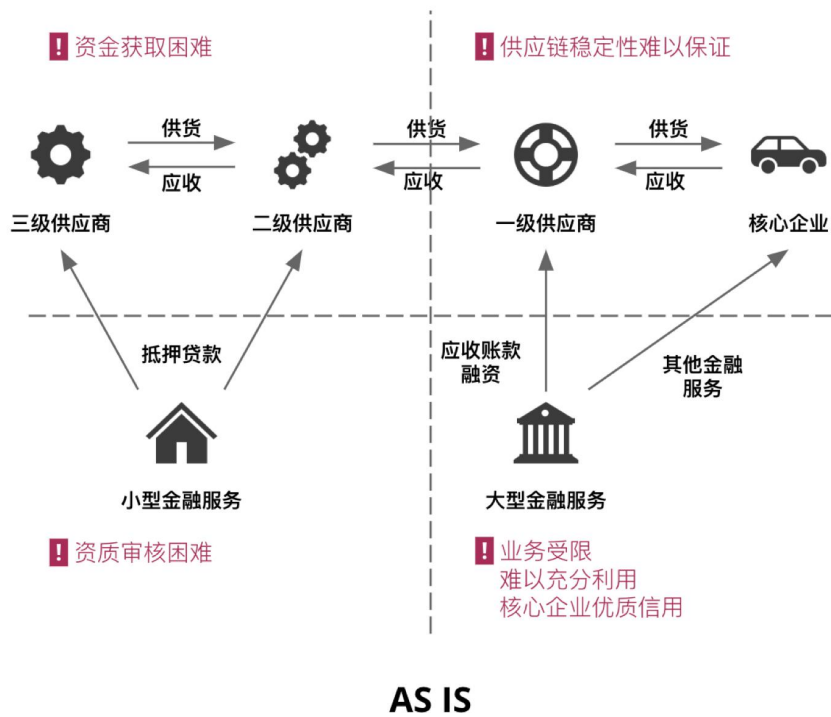 ! 资金获取困难
! 供应链稳定性难以保证
供货
供货
供货
应收
应收
应收
三级供应商
二级供应商
一级供应商
核心企业
抵押贷款
应收账款
融资
其他金融
服务
小型金融服务
大型金融服务
! 资质审核困难
! 业务受限
难以充分利用
核心企业优质信用
AS IS